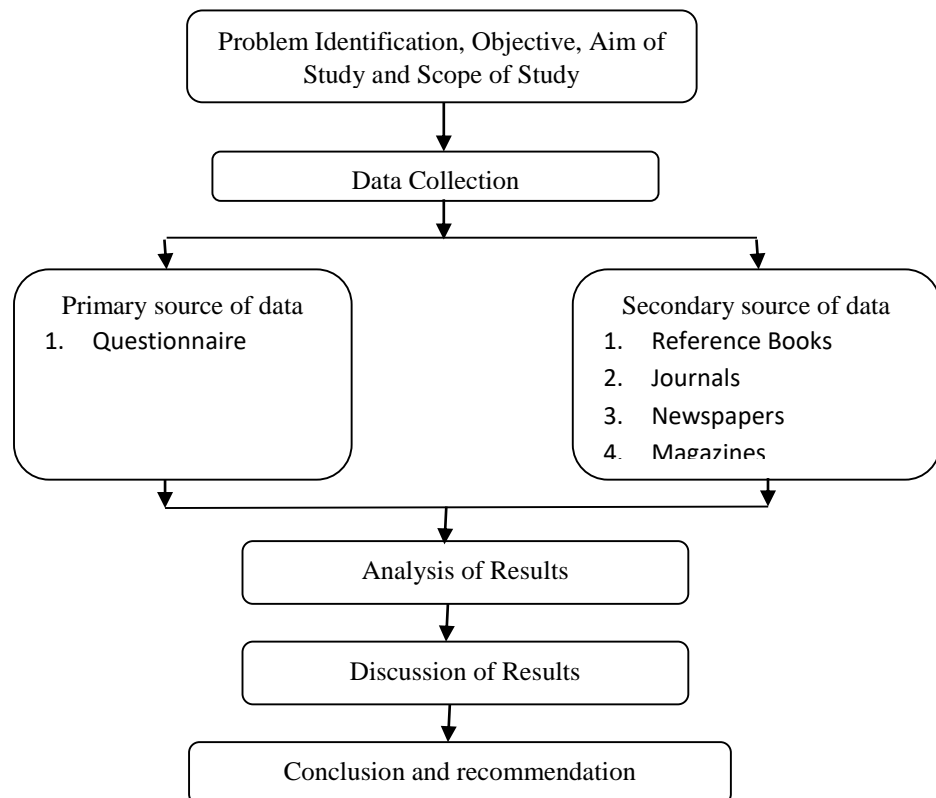 Problem Identification, Objective, Aim of
Study and Scope of Study
Data Collection
Primary source of data
1. Questionnaire
Secondary source of data
1. Reference Books
2. Journals
3. Newspapers
4. Magazines
Analysis of Results
Discussion of Results
Conclusion and recommendation